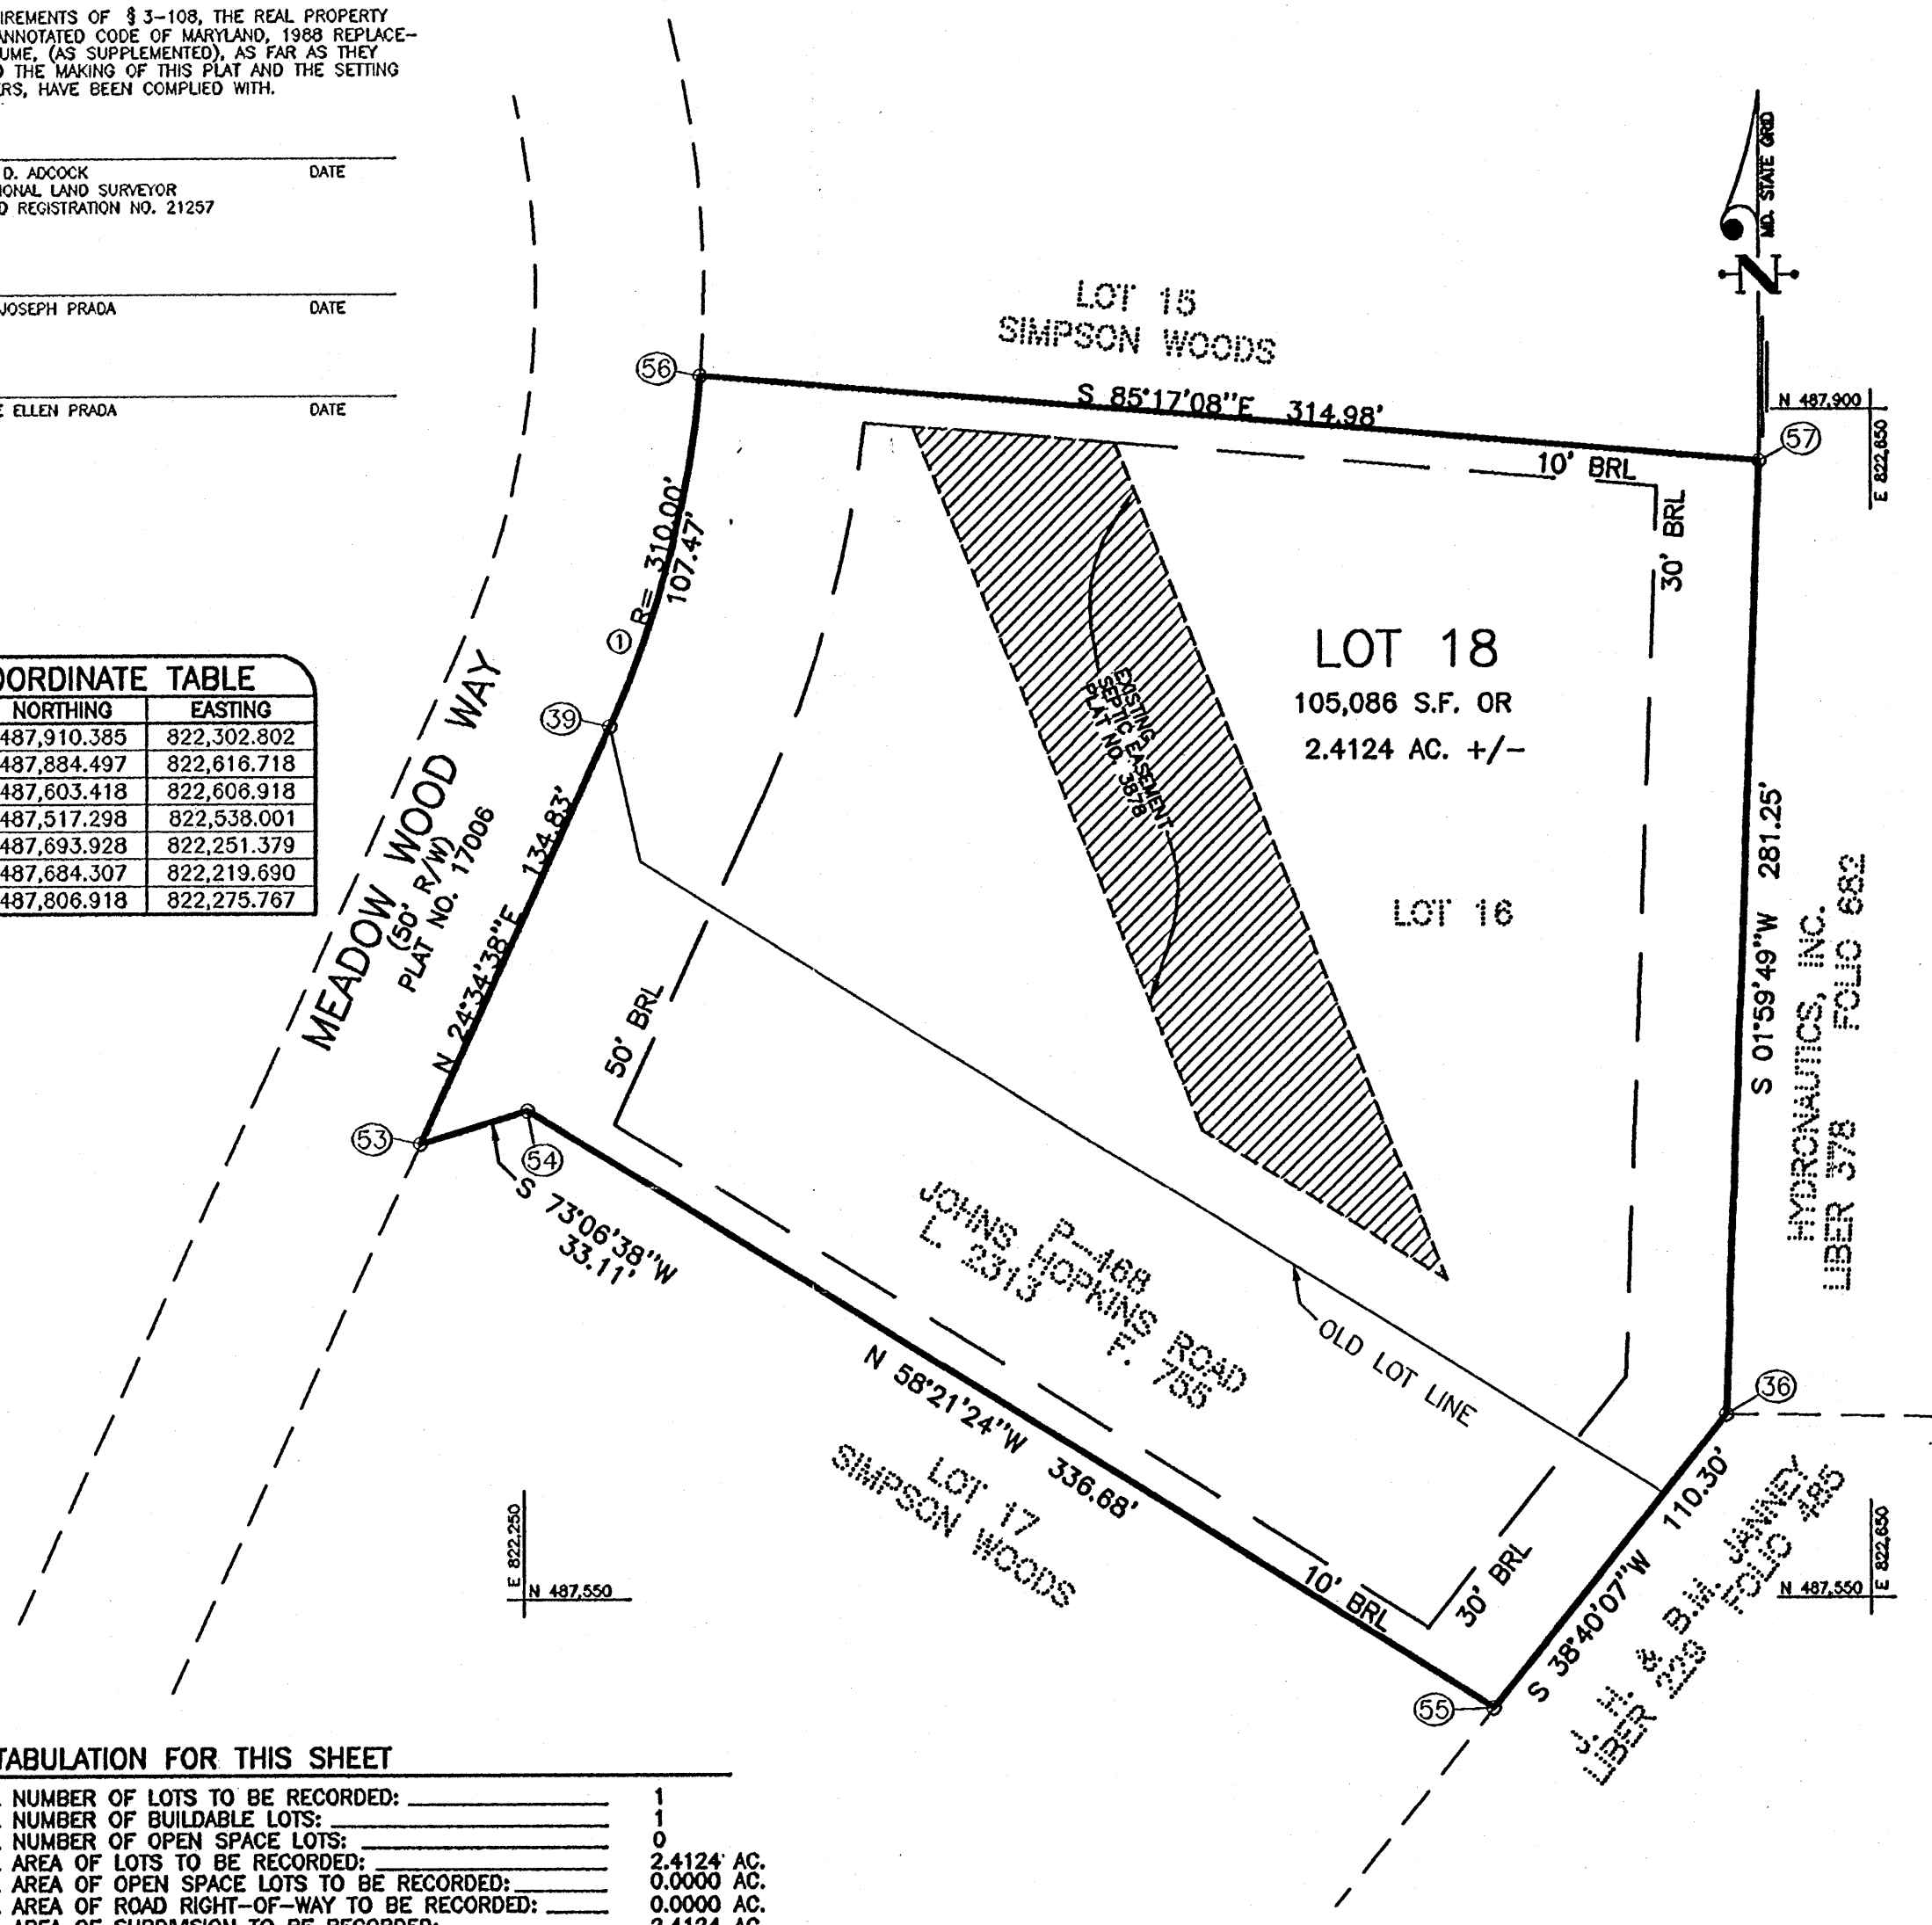 IREMENTS OF § 3-108, THE REAL PROPERTY
ANNOTATED CODE OF MARYLAND, 1988 REPLACE-
UME, (AS SUPPLEMENTED), AS FAR AS THEY
THE MAKING OF THIS PLAT AND THE SETTING
ERS, HAVE BEEN COMPLIED WITH.
D. ADCOCK DATE
IONAL LAND SURVEYOR
D REGISTRATION NO. 21257
JOSEPH PRADA DATE
E ELLEN PRADA DATE
OORDINATE TABLE
NORTHING EASTING
487,910.385 822,302.802
487,884.497 822,616.718
487,603.418 822,606.918
487,517.298 822,538.001
487,693.928 822,251.379
487,684.307 822,219.690
487,806.918 822,275.767
MD. STATE GRID
N
LOT 15
SIMPSON WOODS
56
S 85°17'08"E 314.98'
N 487,900
E 822,650
57
10' BRL
30' BRL
R= 310.00'
107.47'
1
39
LOT 18
105,086 S.F. OR
2.4124 AC. +/-
EXISTING
SEPTIC EASEMENT
PLAT NO. 3878
LOT 16
MEADOW WOOD WAY
(50' R/W)
PLAT NO. 17006
134.83'
N 24°34'38"E
50' BRL
S 01°59'49"W 281.25'
HYDRONAUTICS, INC.
LIBER 378 FOLIO 682
53
54
S 73°06'38"W
33.11'
P-468
JOHNS HOPKINS ROAD
L. 2313 F. 755
OLD LOT LINE
N 58°21'24"W 336.68'
LOT 17
SIMPSON WOODS
36
110.30'
S 38°40'07"W
J. H. & B.M. JANNEY
LIBER 229 FOLIO 485
30' BRL
10' BRL
55
E 822,250
N 487,550
N 487,550
E 822,650
TABULATION FOR THIS SHEET
NUMBER OF LOTS TO BE RECORDED: 1
NUMBER OF BUILDABLE LOTS: 1
NUMBER OF OPEN SPACE LOTS: 0
AREA OF LOTS TO BE RECORDED: 2.4124 AC.
AREA OF OPEN SPACE LOTS TO BE RECORDED: 0.0000 AC.
AREA OF ROAD RIGHT-OF-WAY TO BE RECORDED: 0.0000 AC.
AREA OF SUBDIVISION TO BE RECORDED: 2.4124 AC.